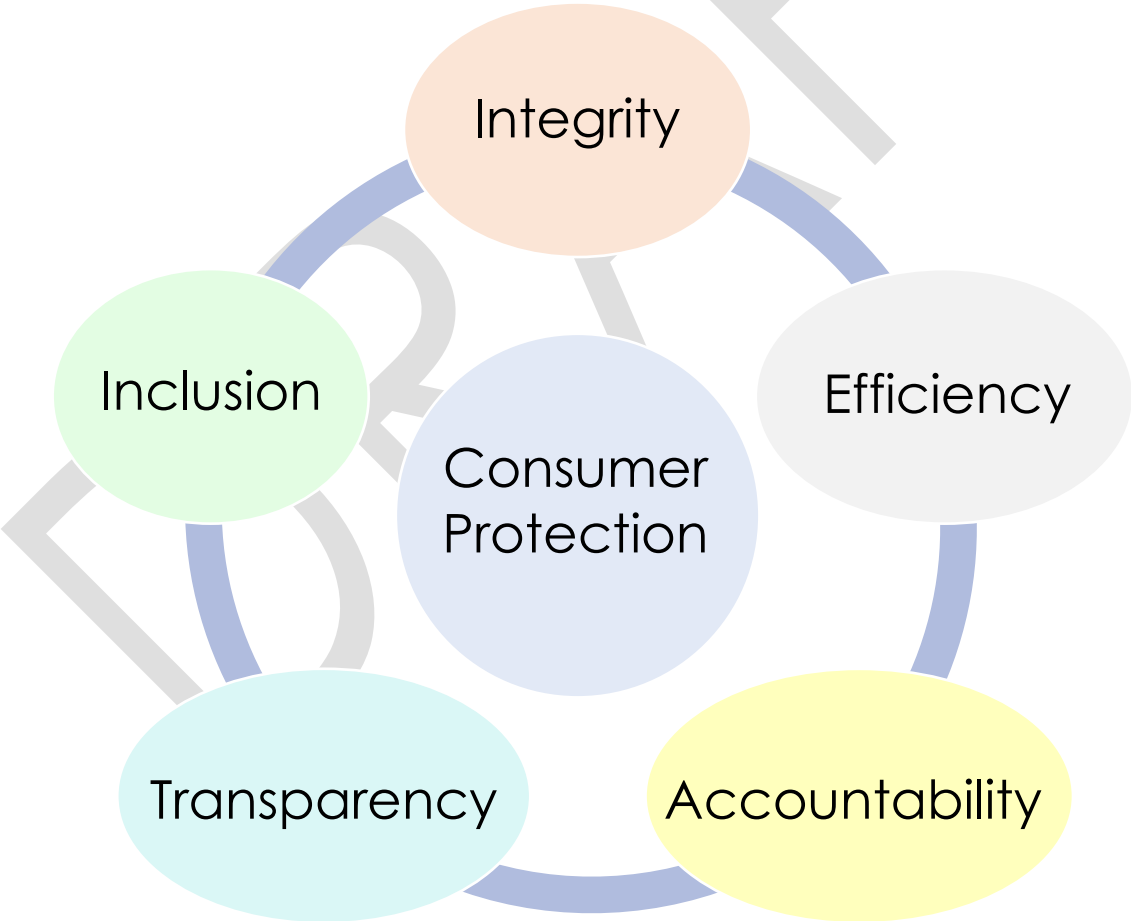 Integrity
Inclusion
Efficiency
Consumer
Protection
Transparency
Accountability